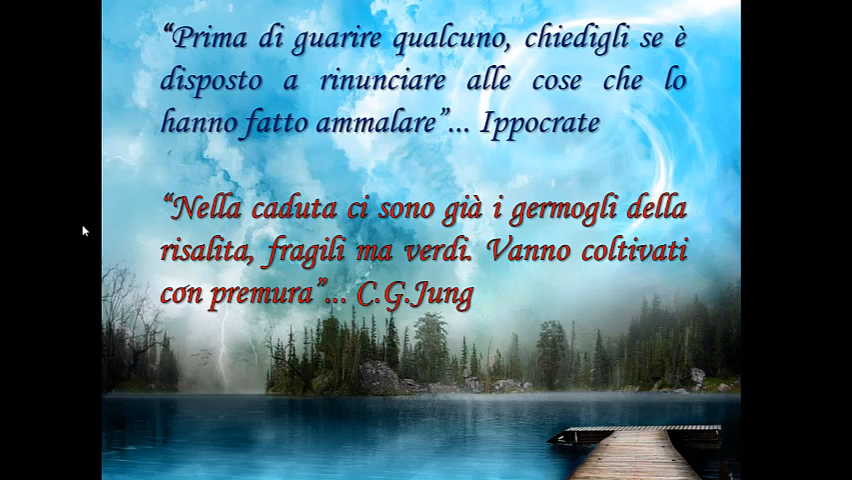 “Prima di guarire qualcuno, chiedigli se è
disposto a rinunciare alle cose che lo
hanno fatto ammalare”... Ippocrate
“Nella caduta ci sono già i germogli della
risalita, fragili ma verdi. Vanno coltivati
con premura”... C.G.Jung